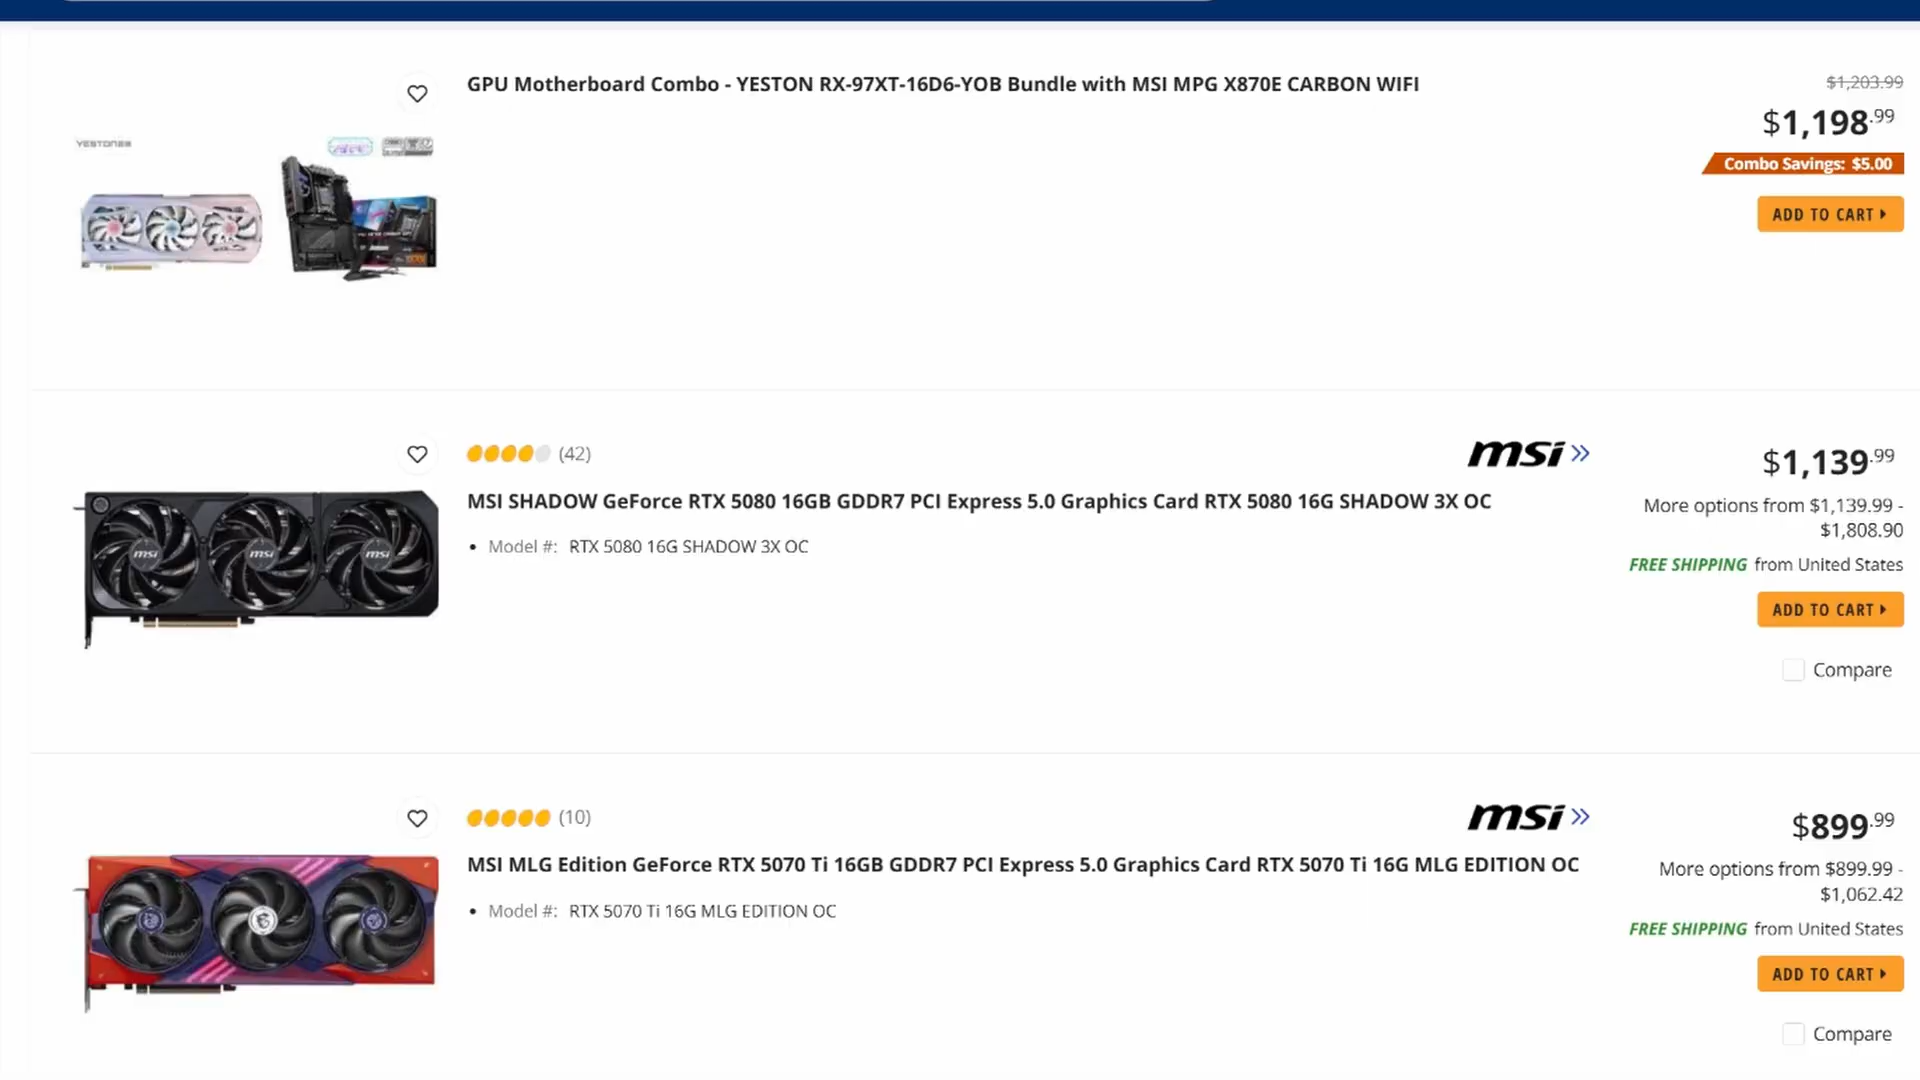 GPU Motherboard Combo - YESTON RX-97XT-16D6-YOB Bundle with MSI MPG X870E CARBON WIFI
$1,203.99
$1,198.99
Combo Savings: $5.00
ADD TO CART
YESTON
(42)
msi
MSI SHADOW GeForce RTX 5080 16GB GDDR7 PCI Express 5.0 Graphics Card RTX 5080 16G SHADOW 3X OC
• Model #: RTX 5080 16G SHADOW 3X OC
msi msi msi
$1,139.99
More options from $1,139.99 -
$1,808.90
FREE SHIPPING from United States
ADD TO CART
Compare
(10)
msi
MSI MLG Edition GeForce RTX 5070 Ti 16GB GDDR7 PCI Express 5.0 Graphics Card RTX 5070 Ti 16G MLG EDITION OC
• Model #: RTX 5070 Ti 16G MLG EDITION OC
$899.99
More options from $899.99 -
$1,062.42
FREE SHIPPING from United States
ADD TO CART
Compare